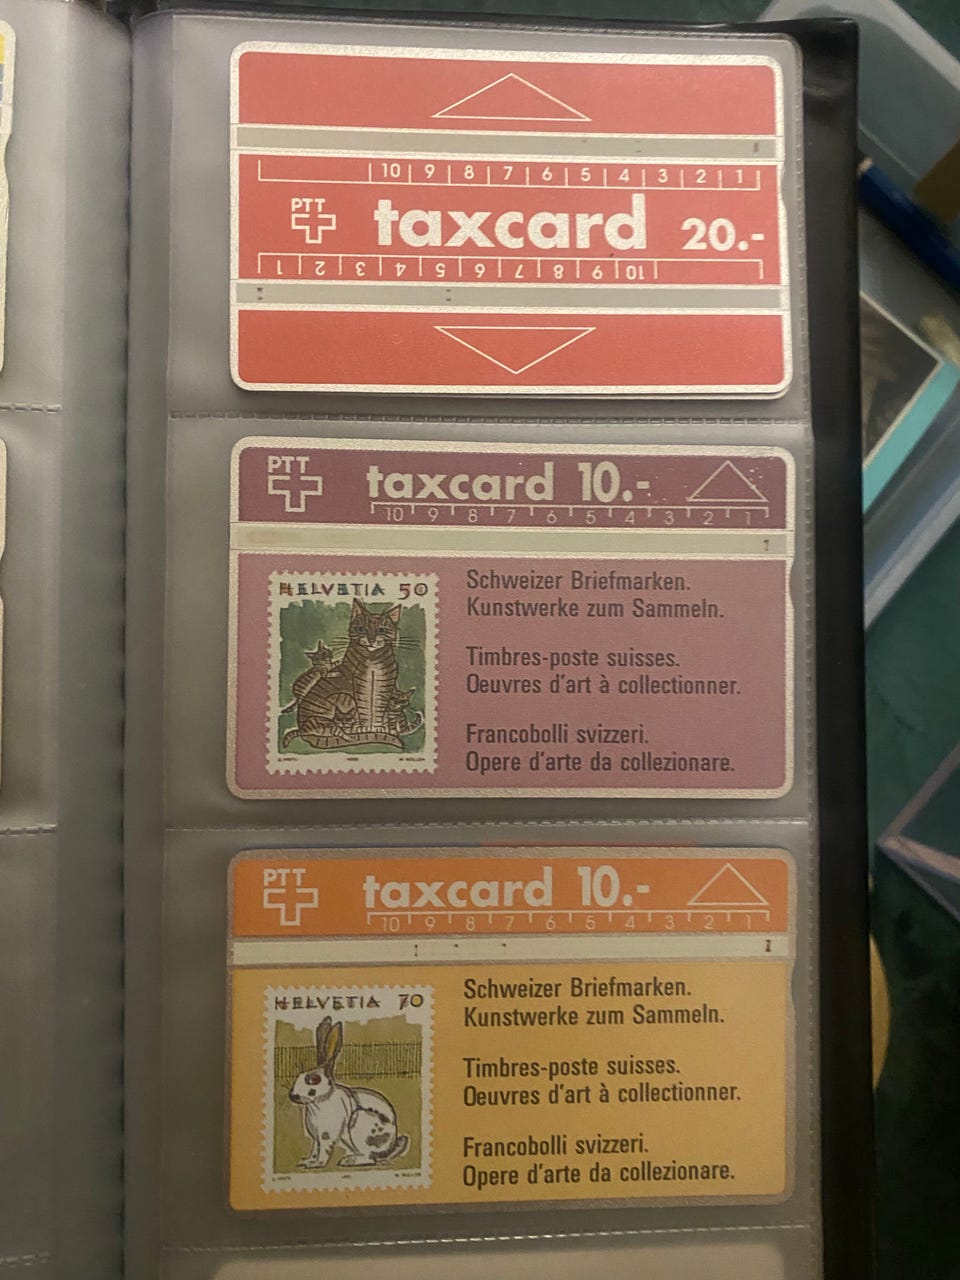 10 9 8 7 6 5 4 3 2 1
PTT
taxcard 20.-
1 2 3 4 5 6 7 8 9 10
PTT
taxcard 10.-
10 9 8 7 6 5 4 3 2 1
HELVETIA 50
Schweizer Briefmarken.
Kunstwerke zum Sammeln.
Timbres-poste suisses.
Oeuvres d'art à collectionner.
Francobolli svizzeri.
Opere d'arte da collezionare.
PTT
taxcard 10.-
10 9 8 7 6 5 4 3 2 1
HELVETIA 70
Schweizer Briefmarken.
Kunstwerke zum Sammeln.
Timbres-poste suisses.
Oeuvres d'art à collectionner.
Francobolli svizzeri.
Opere d'arte da collezionare.